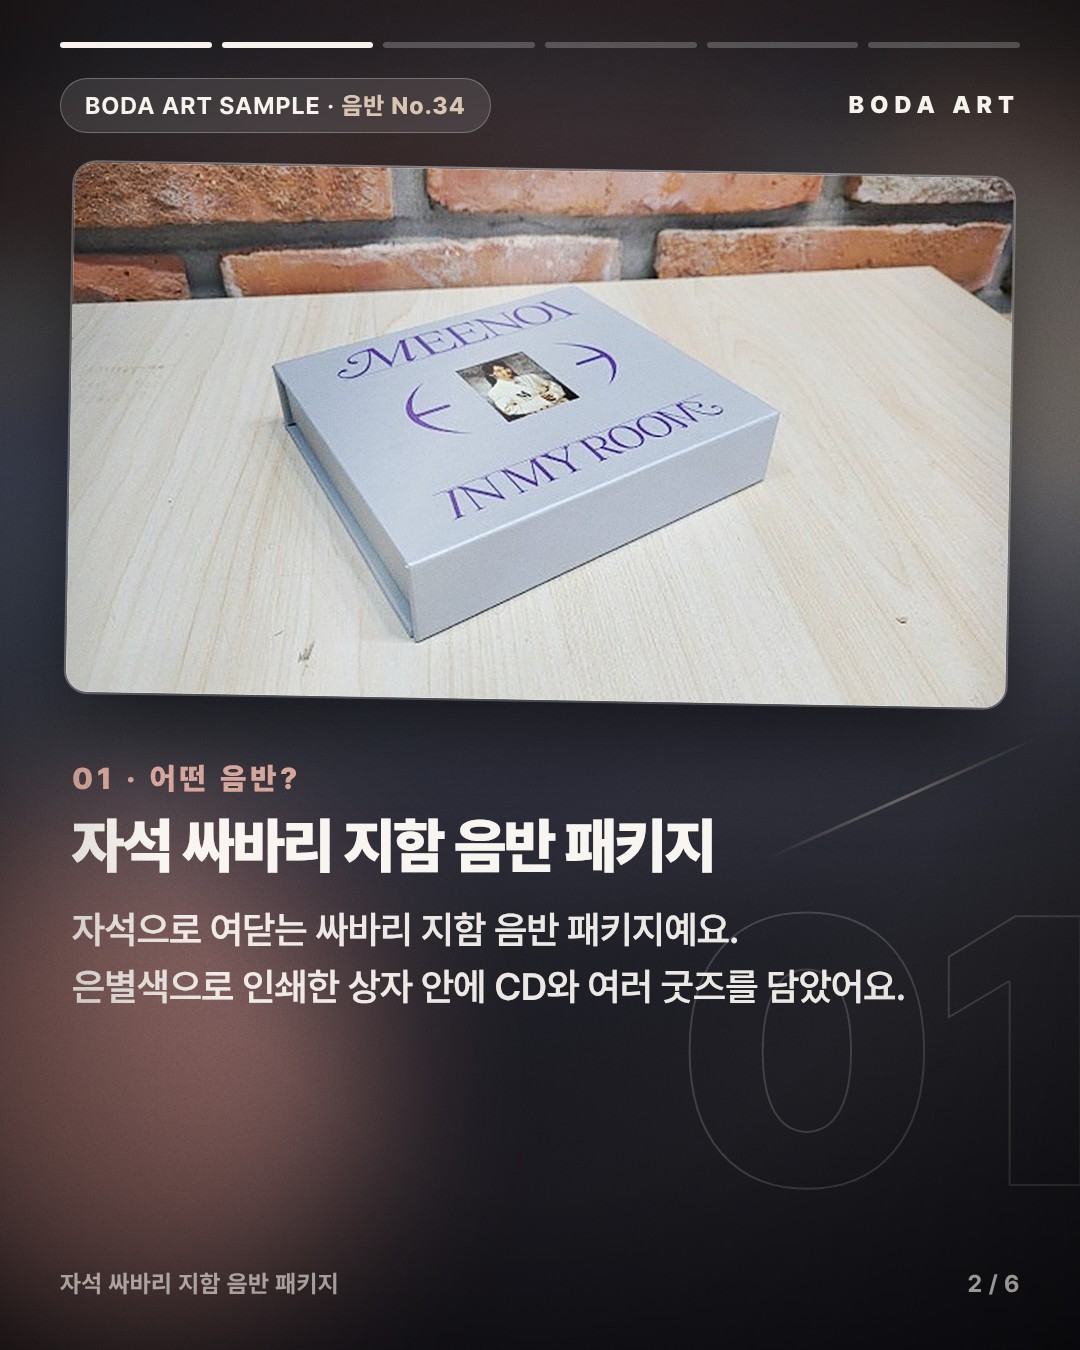 BODA ART SAMPLE · 음반 No.34
BODA ART
MEENOI
IN MY ROOM
01 · 어떤 음반?
자석 싸바리 지함 음반 패키지
자석으로 여닫는 싸바리 지함 음반 패키지예요.
은별색으로 인쇄한 상자 안에 CD와 여러 굿즈를 담았어요.
01
자석 싸바리 지함 음반 패키지
2 / 6